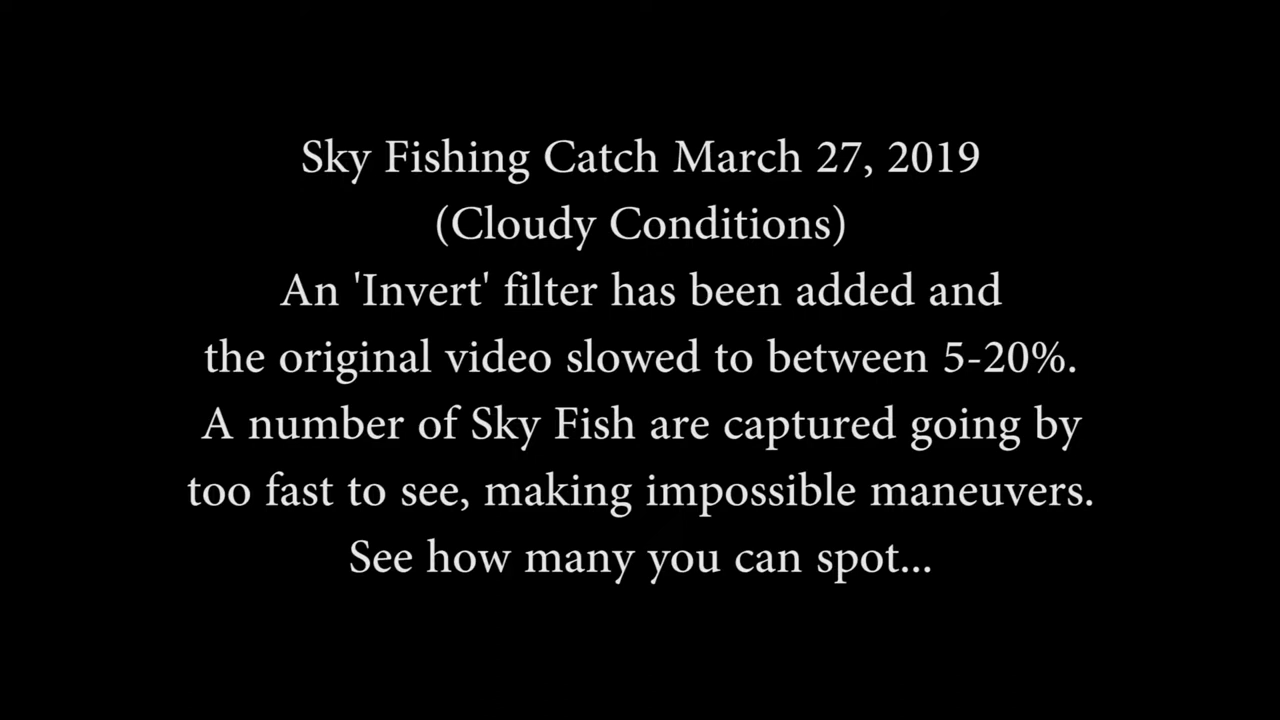 Sky Fishing Catch March 27, 2019
(Cloudy Conditions)
An 'Invert' filter has been added and
the original video slowed to between 5-20%.
A number of Sky Fish are captured going by
too fast to see, making impossible maneuvers.
See how many you can spot...